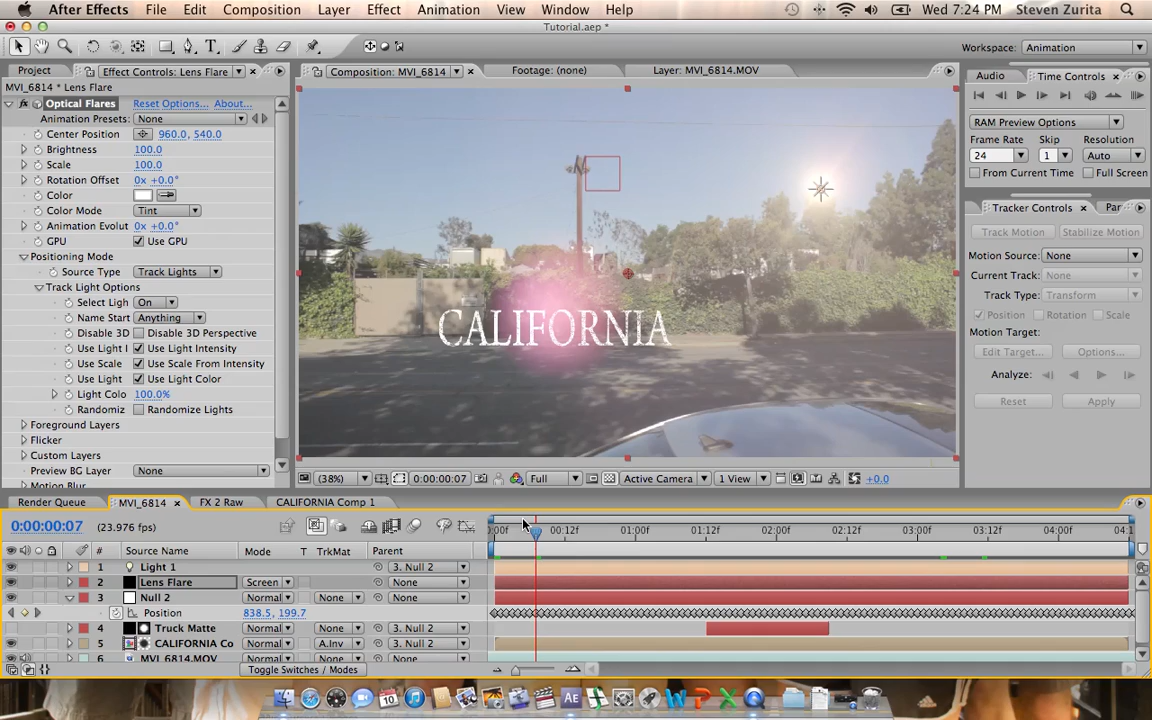 After Effects File Edit Composition Layer Effect Animation View Window Help Wed 7:24 PM Steven Zurita
Tutorial.aep *
Workspace: Animation
Project Effect Controls: Lens Flare Composition: MVI_6814 Footage: (none) Layer: MVI_6814.MOV Audio Time Controls
MVI_6814 * Lens Flare
fx Optical Flares Reset Options... About...
Animation Presets: None
Center Position 960.0, 540.0
Brightness 100.0
Scale 100.0
Rotation Offset 0x +0.0°
Color
Color Mode Tint
Animation Evolut 0x +0.0°
GPU Use GPU
Positioning Mode
Source Type Track Lights
Track Light Options
Select Ligh On
Name Start Anything
Disable 3D Disable 3D Perspective
Use Light I Use Light Intensity
Use Scale Use Scale From Intensity
Use Light Use Light Color
Light Colo 100.0%
Randomiz Randomize Lights
Foreground Layers
Flicker
Custom Layers
Preview BG Layer None
Motion Blur
CALIFORNIA
RAM Preview Options
Frame Rate Skip Resolution
24 1 Auto
From Current Time Full Screen
Tracker Controls Par
Track Motion Stabilize Motion
Motion Source: None
Current Track: None
Track Type: Transform
Position Rotation Scale
Motion Target:
Edit Target... Options...
Analyze:
Reset Apply
(38%) 0:00:00:07 Full Active Camera 1 View +0.0
Render Queue MVI_6814 FX 2 Raw CALIFORNIA Comp 1
0:00:00:07 (23.976 fps)
:00f 00:12f 01:00f 01:12f 02:00f 02:12f 03:00f 03:12f 04:00f 04:1
# Source Name Mode T TrkMat Parent
1 Light 1 3. Null 2
2 Lens Flare Screen None
3 Null 2 Normal None None
Position 838.5, 199.7
4 Truck Matte Normal None 3. Null 2
5 CALIFORNIA Co Normal A.Inv 3. Null 2
6 MVI_6814.MOV Normal None None
Toggle Switches / Modes